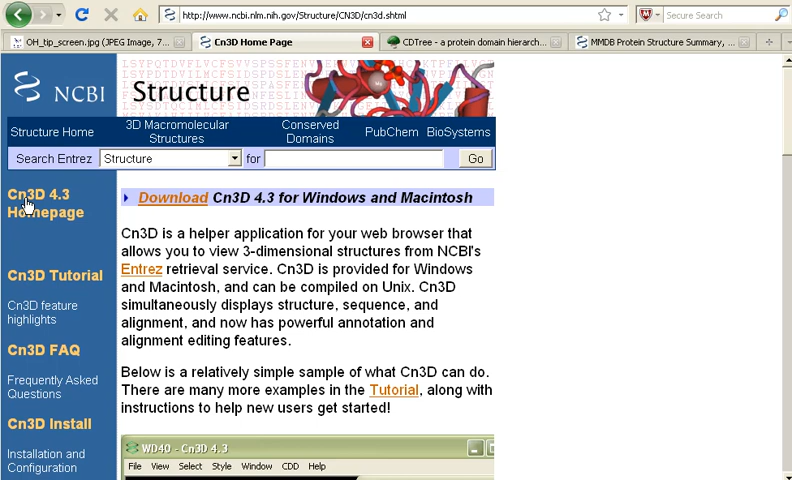 http://www.ncbi.nlm.nih.gov/Structure/CN3D/cn3d.shtml
Secure Search
OH_tip_screen.jpg (JPEG Image, 7...
Cn3D Home Page
CDTree - a protein domain hierarch...
MMDB Protein Structure Summary, ...
NCBI
Structure
Structure Home
3D Macromolecular
Structures
Conserved
Domains
PubChem
BioSystems
Search Entrez
Structure
for
Go
Cn3D 4.3
Homepage
Cn3D Tutorial
Cn3D feature
highlights
Cn3D FAQ
Frequently Asked
Questions
Cn3D Install
Installation and
Configuration
Download Cn3D 4.3 for Windows and Macintosh
Cn3D is a helper application for your web browser that
allows you to view 3-dimensional structures from NCBI's
Entrez retrieval service. Cn3D is provided for Windows
and Macintosh, and can be compiled on Unix. Cn3D
simultaneously displays structure, sequence, and
alignment, and now has powerful annotation and
alignment editing features.
Below is a relatively simple sample of what Cn3D can do.
There are many more examples in the Tutorial, along with
instructions to help new users get started!
WD40 - Cn3D 4.3
File View Select Style Window CDD Help